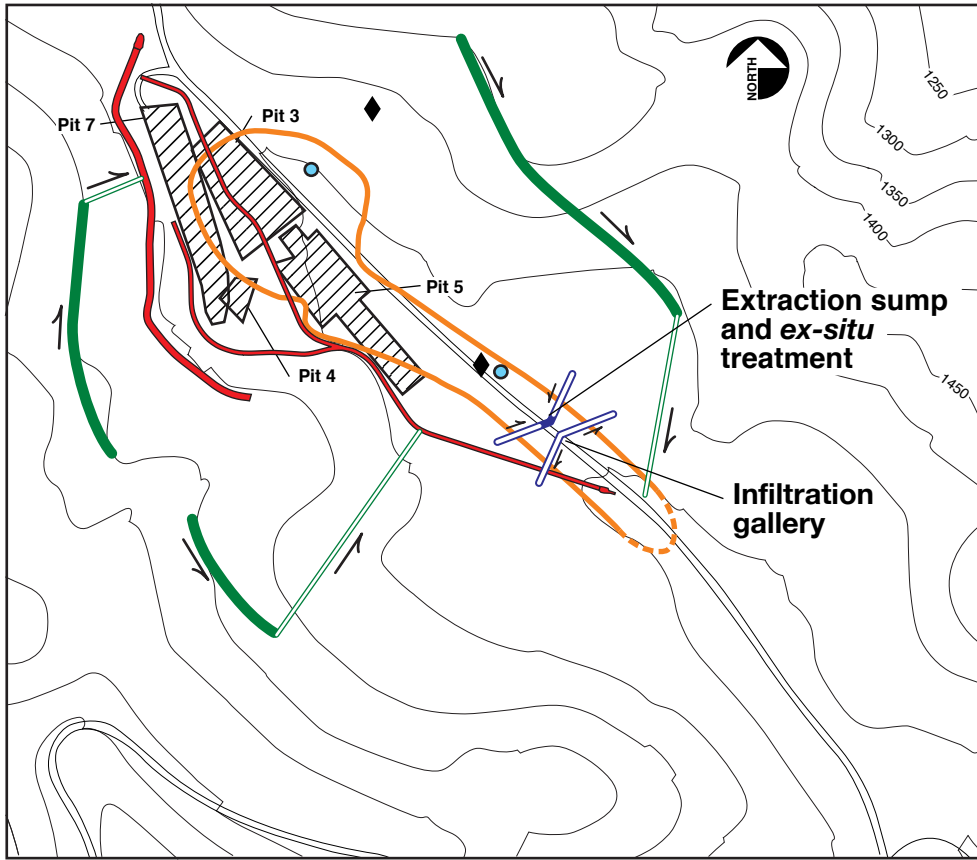 NORTH
1250
1300
1350
1400
1450
Pit 7
Pit 3
Pit 5
Pit 4
Extraction sump
and ex-situ
treatment
Infiltration
gallery